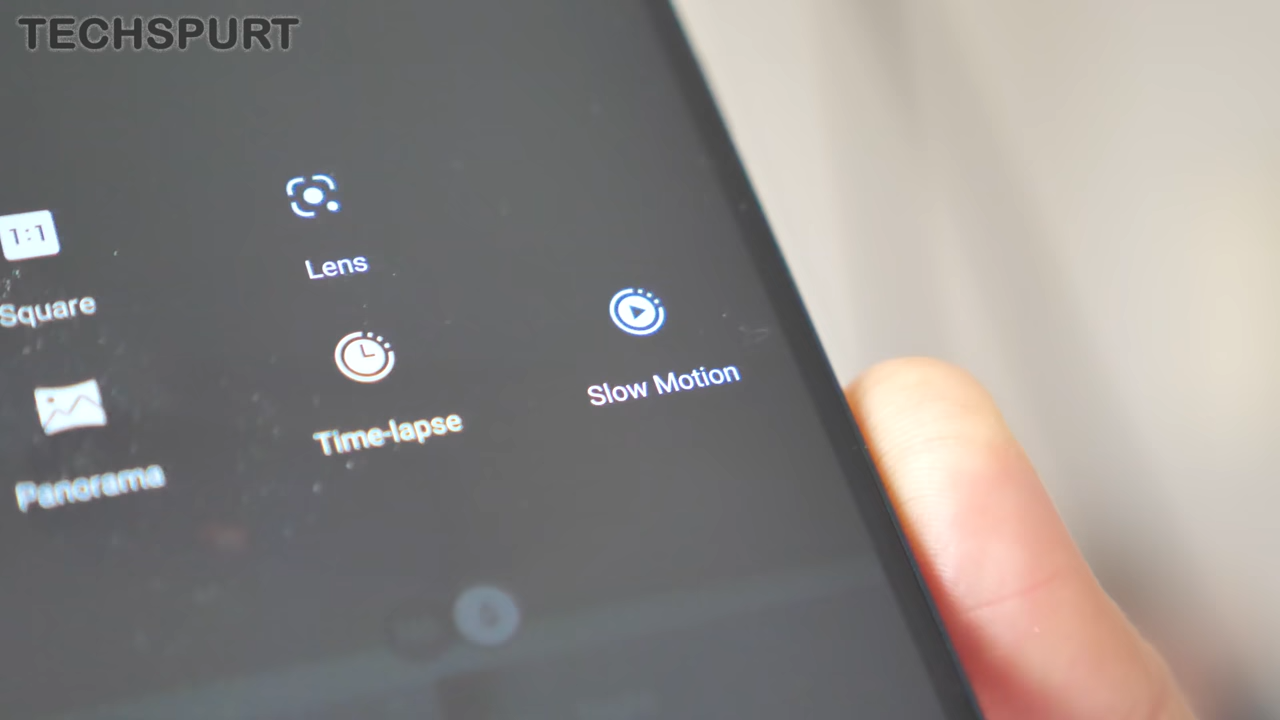 TECHSPURT
1:1
Square
Lens
Panorama
Time-lapse
Slow Motion